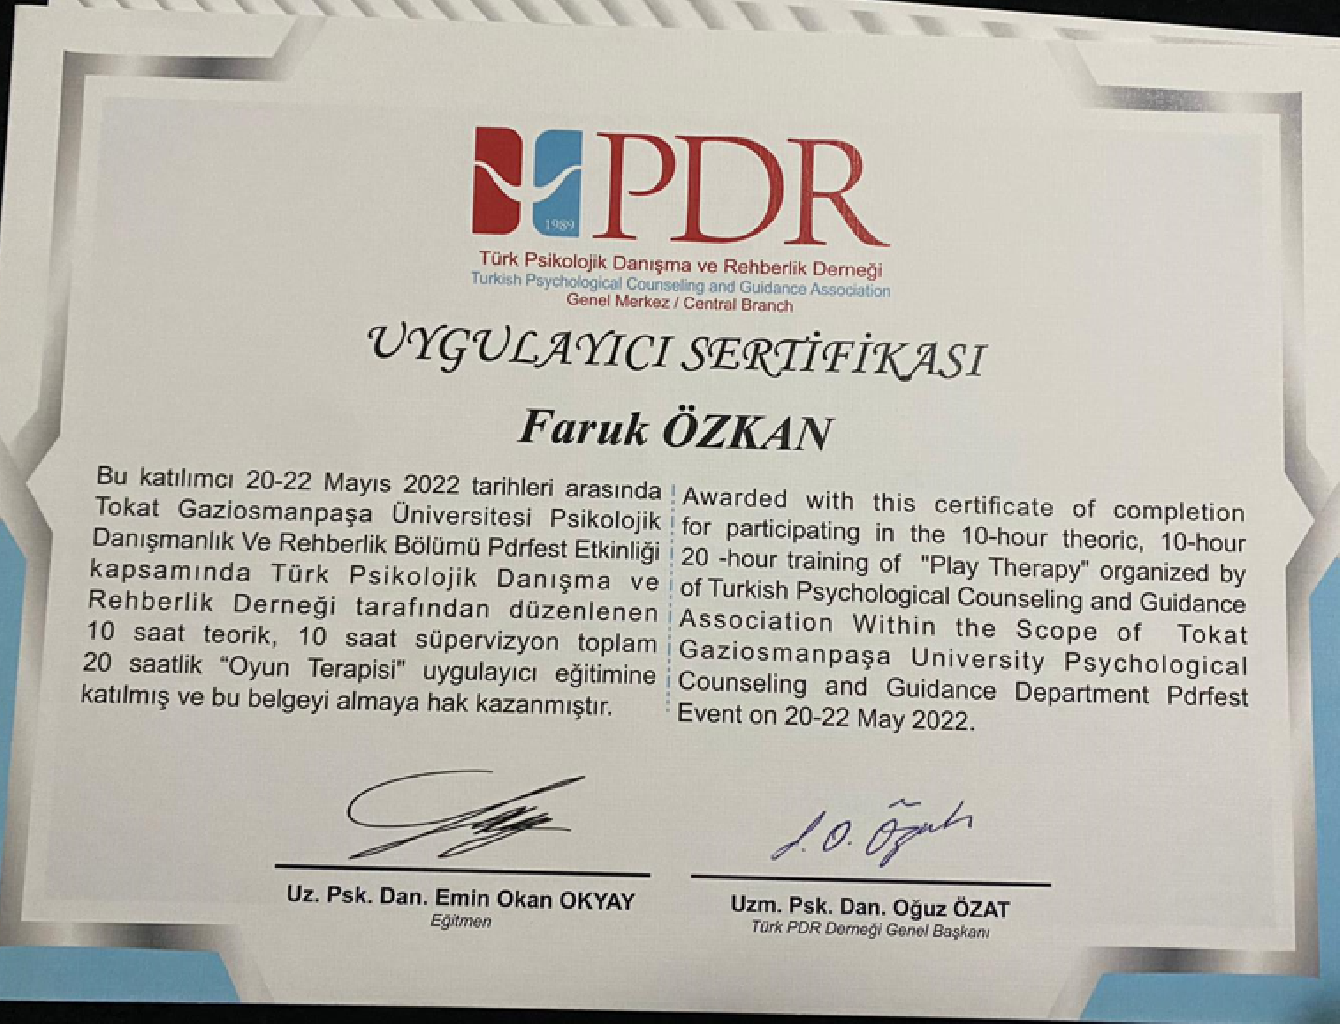 1989
PDR
Türk Psikolojik Danışma ve Rehberlik Derneği
Turkish Psychological Counseling and Guidance Association
Genel Merkez / Central Branch
UYGULAYICI SERTİFİKASI
Faruk ÖZKAN
Bu katılımcı 20-22 Mayıs 2022 tarihleri arasında
Tokat Gaziosmanpaşa Üniversitesi Psikolojik
Danışmanlık Ve Rehberlik Bölümü Pdrfest Etkinliği
kapsamında Türk Psikolojik Danışma ve
Rehberlik Derneği tarafından düzenlenen
10 saat teorik, 10 saat süpervizyon toplam
20 saatlik "Oyun Terapisi" uygulayıcı eğitimine
katılmış ve bu belgeyi almaya hak kazanmıştır.
Awarded with this certificate of completion
for participating in the 10-hour theoric, 10-hour
20 -hour training of "Play Therapy" organized by
of Turkish Psychological Counseling and Guidance
Association Within the Scope of Tokat
Gaziosmanpaşa University Psychological
Counseling and Guidance Department Pdrfest
Event on 20-22 May 2022.
Uz. Psk. Dan. Emin Okan OKYAY
Eğitmen
Uzm. Psk. Dan. Oğuz ÖZAT
Türk PDR Derneği Genel Başkanı